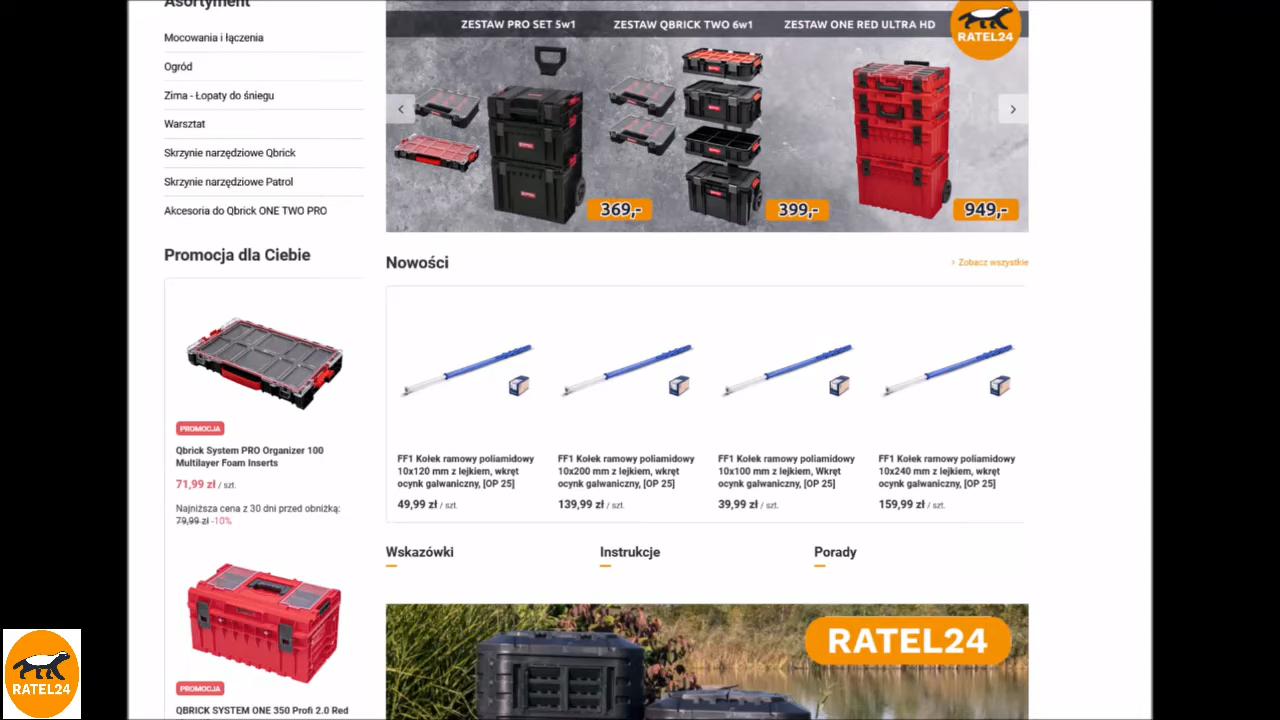 Asortyment
Mocowania i łączenia
Ogród
Zima - Łopaty do śniegu
Warsztat
Skrzynie narzędziowe Qbrick
Skrzynie narzędziowe Patrol
Akcesoria do Qbrick ONE TWO PRO
Promocja dla Ciebie
PROMOCJA
Qbrick System PRO Organizer 100
Multilayer Foam Inserts
71,99 zł / szt.
Najniższa cena z 30 dni przed obniżką:
79,99 zł -10%
PROMOCJA
QBRICK SYSTEM ONE 350 Profi 2.0 Red
ZESTAW PRO SET 5w1
ZESTAW QBRICK TWO 6w1
ZESTAW ONE RED ULTRA HD
RATEL24
369,-
399,-
949,-
Nowości
› Zobacz wszystkie
FF1 Kołek ramowy poliamidowy
10x120 mm z lejkiem, wkręt
ocynk galwaniczny, [OP 25]
49,99 zł / szt.
FF1 Kołek ramowy poliamidowy
10x200 mm z lejkiem, wkręt
ocynk galwaniczny, [OP 25]
139,99 zł / szt.
FF1 Kołek ramowy poliamidowy
10x100 mm z lejkiem, Wkręt
ocynk galwaniczny, [OP 25]
39,99 zł / szt.
FF1 Kołek ramowy poliamidowy
10x240 mm z lejkiem, wkręt
ocynk galwaniczny, [OP 25]
159,99 zł / szt.
Wskazówki
Instrukcje
Porady
RATEL24
RATEL24